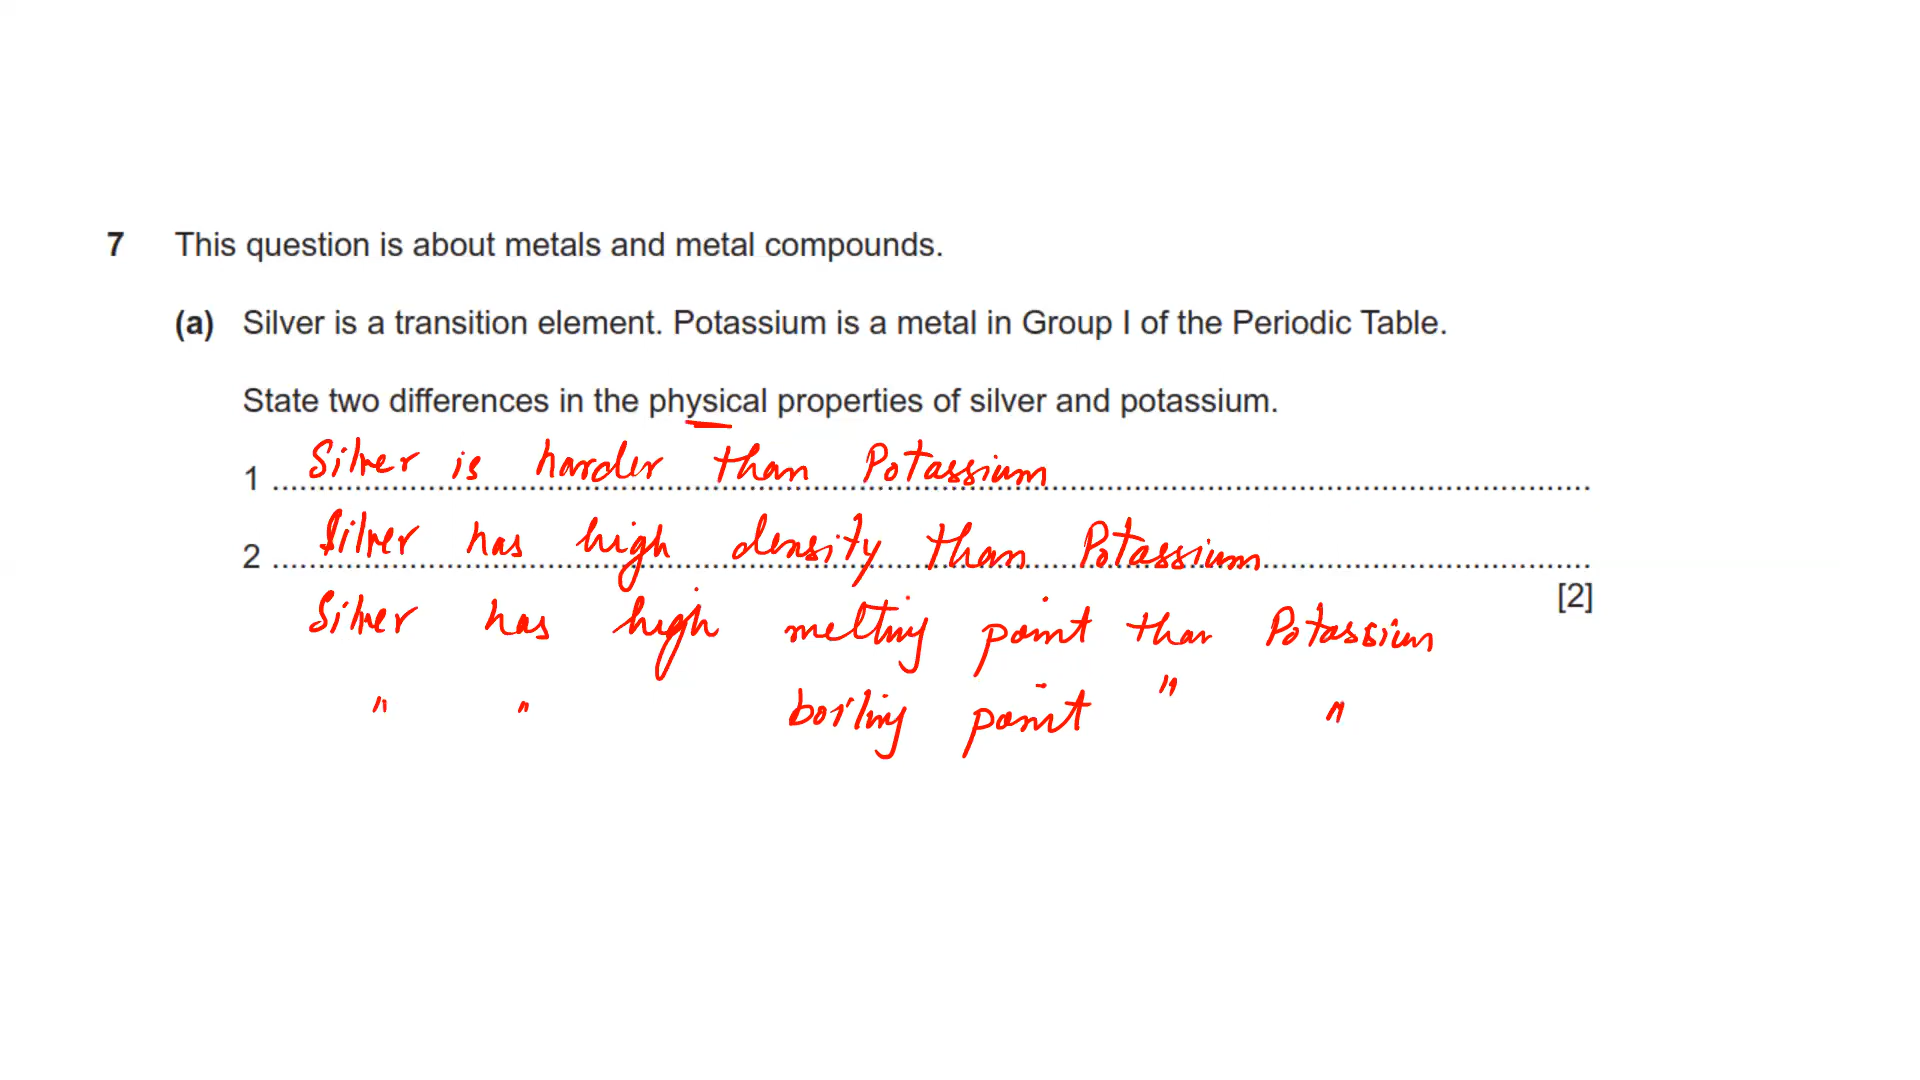 7 This question is about metals and metal compounds.
(a) Silver is a transition element. Potassium is a metal in Group I of the Periodic Table.
State two differences in the physical properties of silver and potassium.
1 Silver is harder than Potassium
2 Silver has high density than Potassium
[2]
Silver has high melting point than Potassium
" " boiling point " "